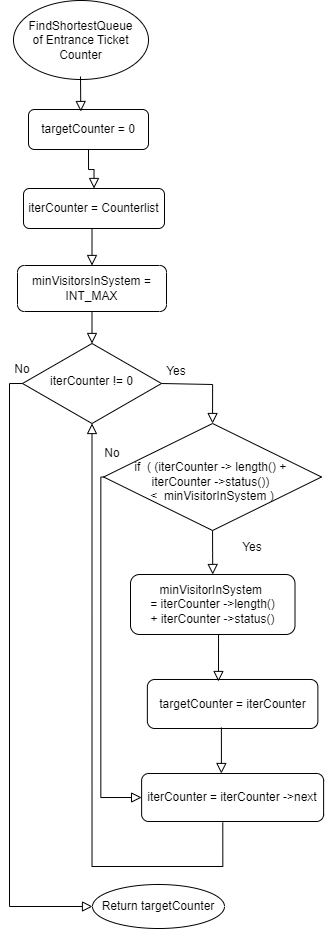 FindShortestQueue
of Entrance Ticket
Counter
targetCounter = 0
iterCounter = Counterlist
minVisitorsInSystem =
INT_MAX
No
iterCounter != 0
Yes
No
if ( (iterCounter -> length() +
iterCounter ->status())
< minVisitorInSystem )
Yes
minVisitorInSystem
= iterCounter ->length()
+ iterCounter ->status()
targetCounter = iterCounter
iterCounter = iterCounter ->next
Return targetCounter